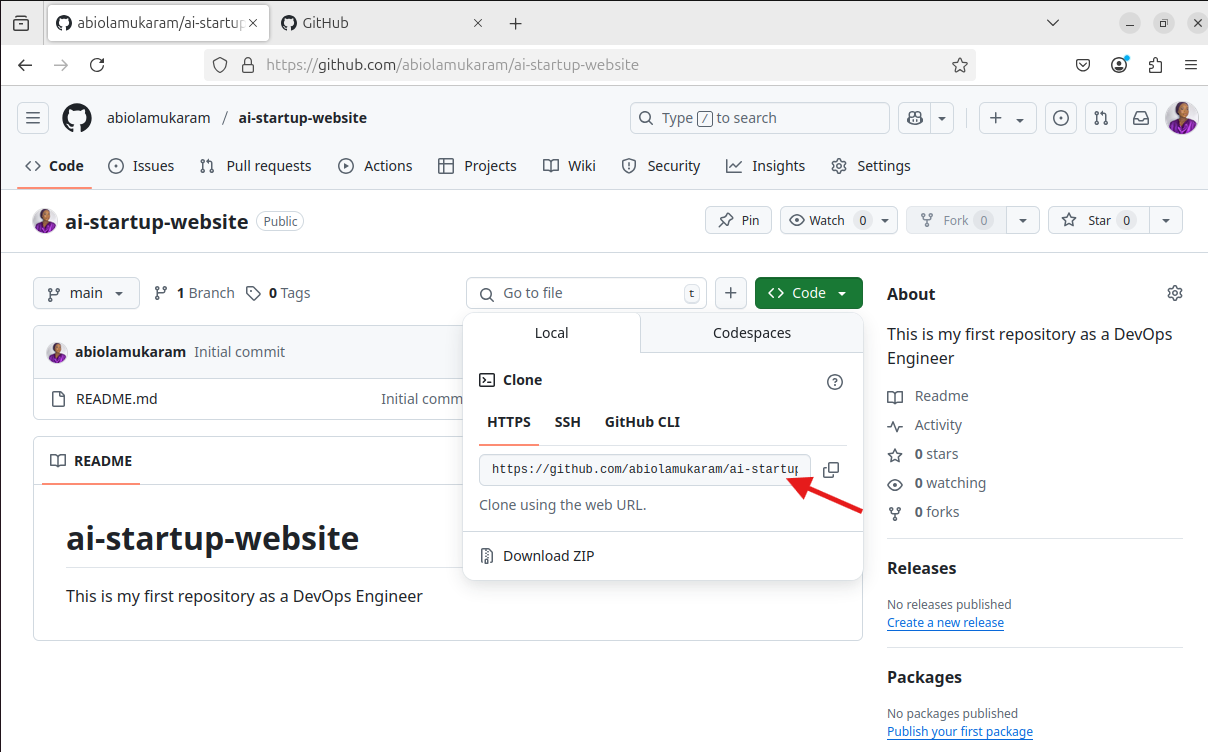 abiolamukaram/ai-startup
GitHub
https://github.com/abiolamukaram/ai-startup-website
abiolamukaram / ai-startup-website
Type / to search
Code Issues Pull requests Actions Projects Wiki Security Insights Settings
ai-startup-website Public
Pin Watch 0 Fork 0 Star 0
main 1 Branch 0 Tags Go to file t Code
abiolamukaram Initial commit
README.md Initial comm
README
ai-startup-website
This is my first repository as a DevOps Engineer
Local Codespaces
Clone
HTTPS SSH GitHub CLI
https://github.com/abiolamukaram/ai-startup
Clone using the web URL.
Download ZIP
About
This is my first repository as a DevOps
Engineer
Readme
Activity
0 stars
0 watching
0 forks
Releases
No releases published
Create a new release
Packages
No packages published
Publish your first package